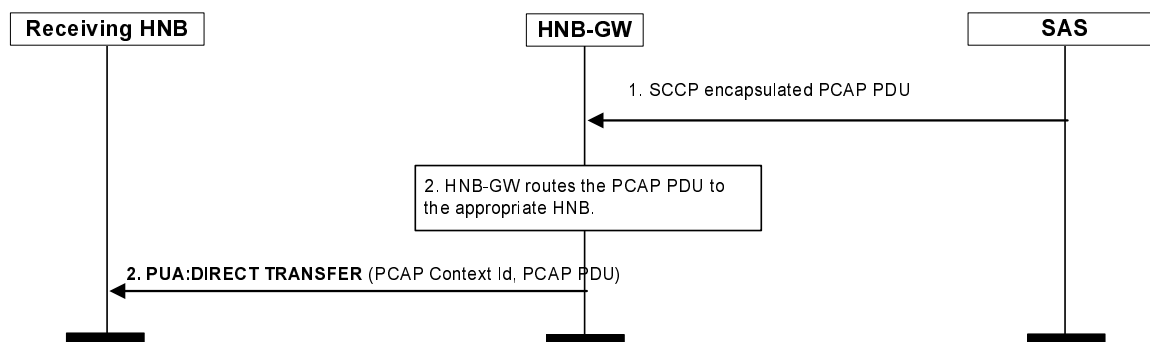 Receiving HNB
HNB-GW
SAS
1. SCCP encapsulated PCAP PDU
2. HNB-GW routes the PCAP PDU to
the appropriate HNB.
2. PUA:DIRECT TRANSFER (PCAP Context Id, PCAP PDU)